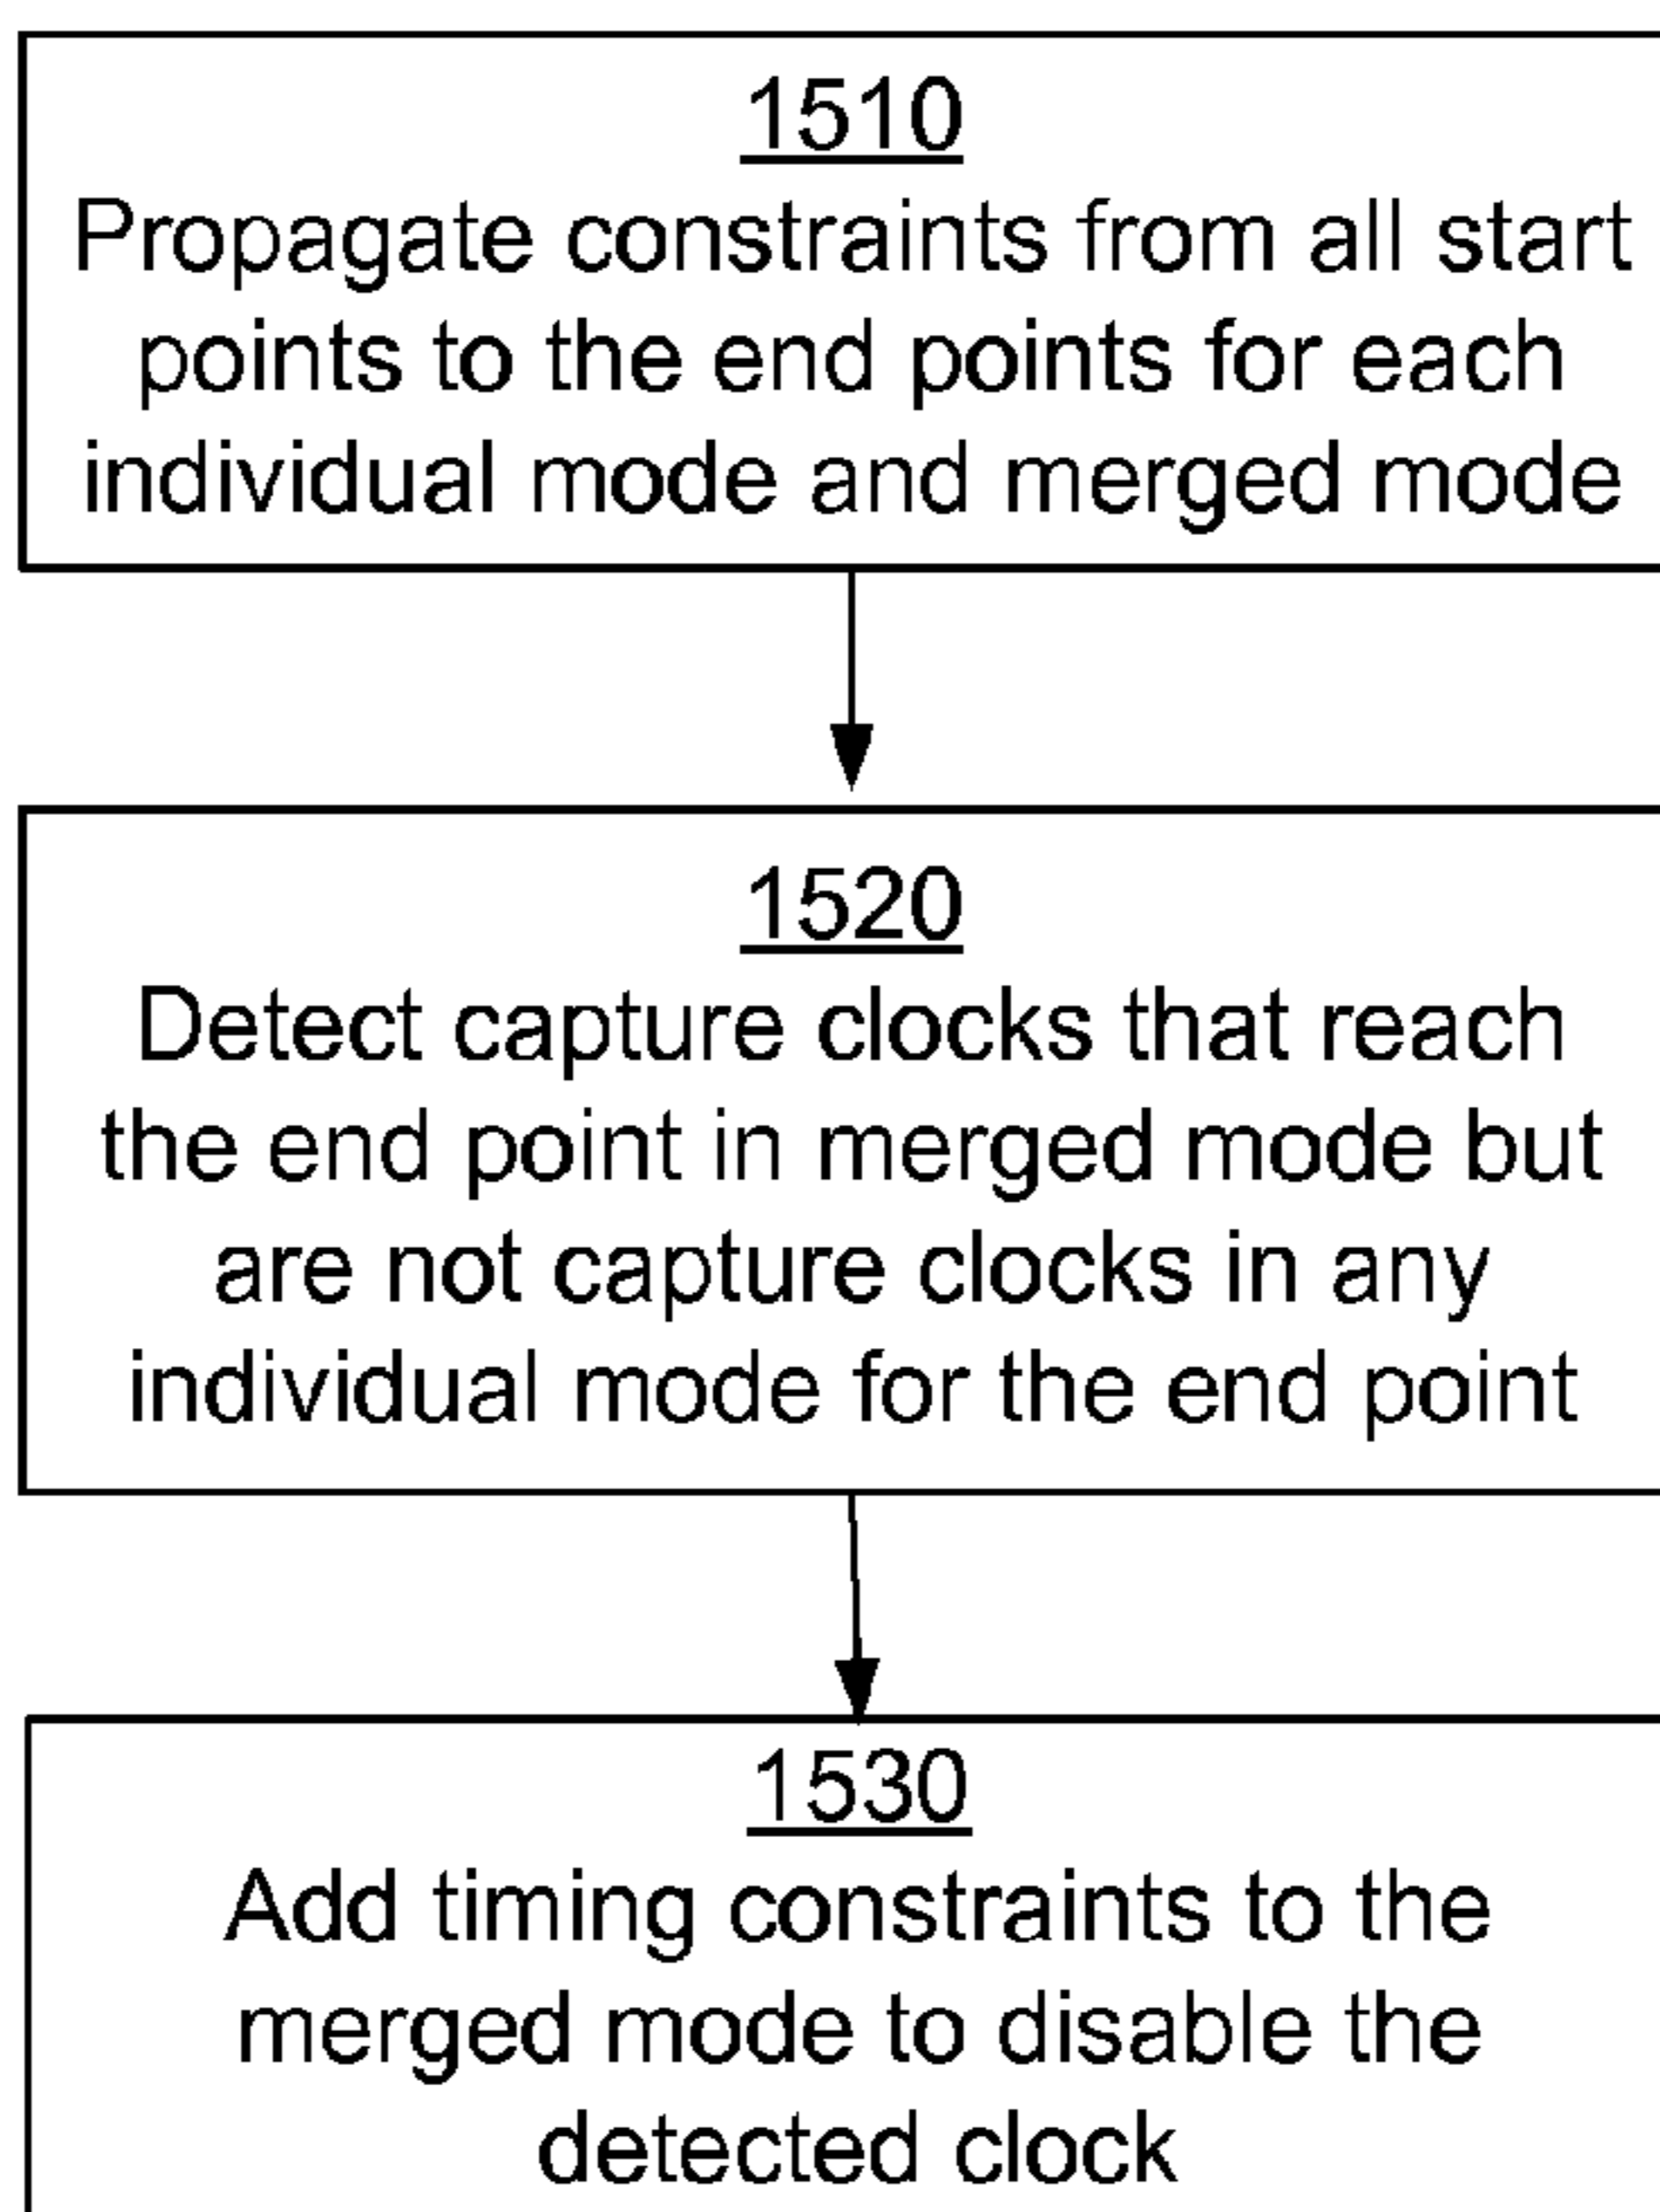 1510
Propagate constraints from all start
points to the end points for each
individual mode and merged mode
1520
Detect capture clocks that reach
the end point in merged mode but
are not capture clocks in any
individual mode for the end point
1530
Add timing constraints to the
merged mode to disable the
detected clock